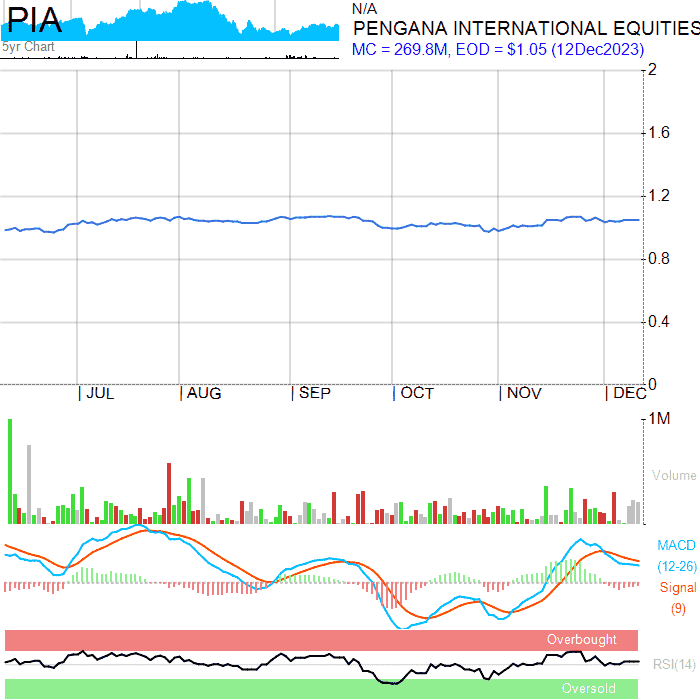 PIA
5yr Chart
N/A
PENGANA INTERNATIONAL EQUITIES
MC = 269.8M, EOD = $1.05 (12Dec2023)
2
1.6
1.2
0.8
0.4
0
| JUL | AUG | SEP | OCT | NOV | DEC
1M
Volume
MACD
(12-26)
Signal
(9)
Overbought
RSI(14)
Oversold